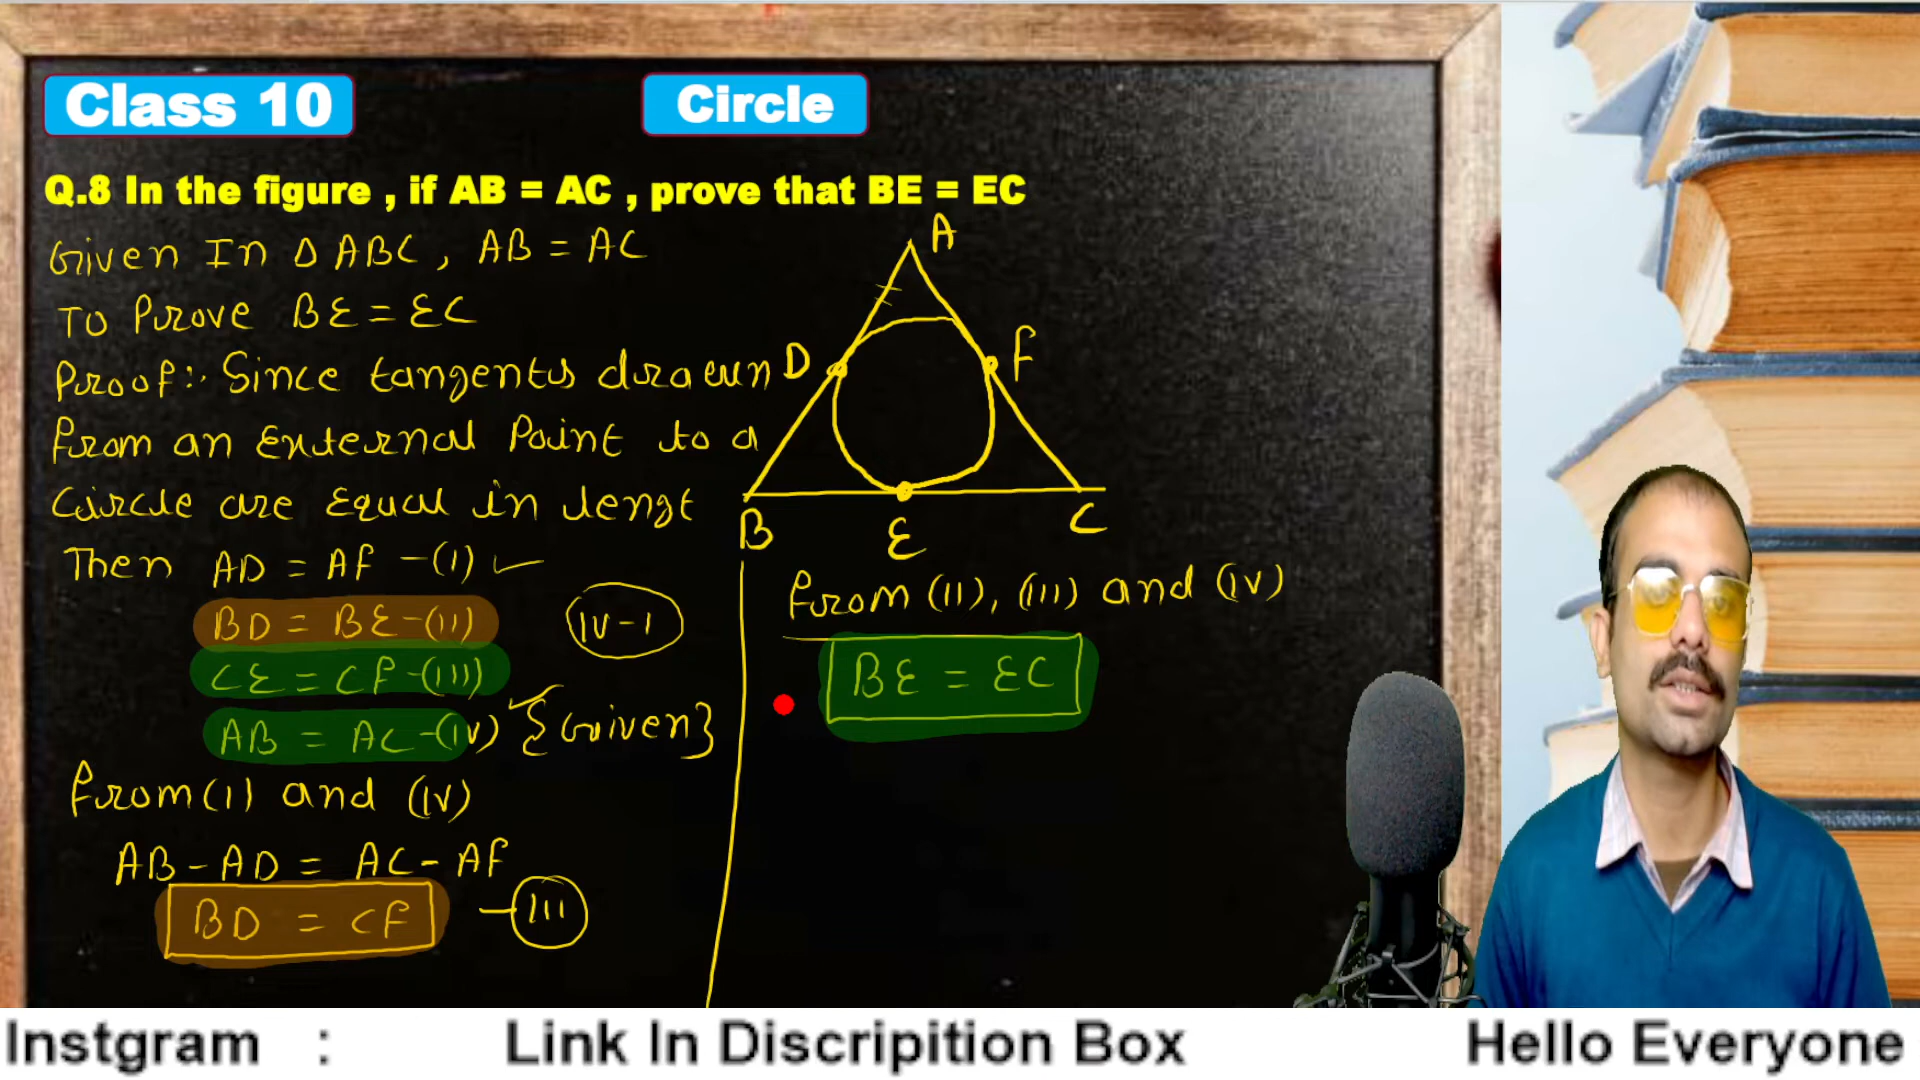 Class 10
Circle
Q.8 In the figure , if AB = AC , prove that BE = EC
Given In Δ ABC, AB = AC
To Prove BE = EC
Proof:. Since tangents drawn
from an External Point to a
Circle are Equal in lengt
Then AD = AF -(I)
BD = BE -(II)
IV-I
CE = CF -(III)
AB = AC -(IV) {Given}
from (I) and (IV)
AB - AD = AC - AF
BD = CF - III
A
D
F
B
E
C
from (II), (III) and (IV)
BE = EC
Instgram :
Link In Discripition Box
Hello Everyone